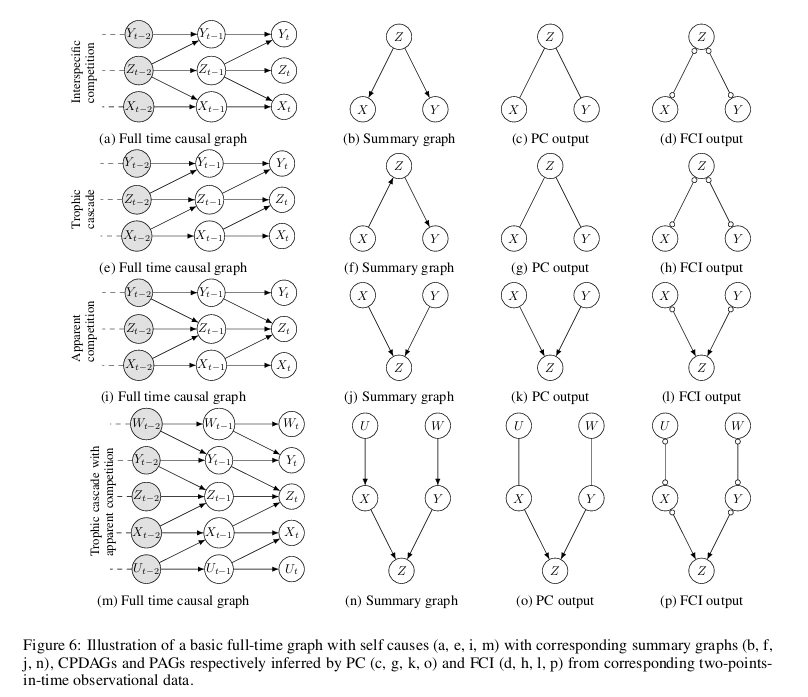 Interspecific
competition
Y_{t−2} Y_{t−1} Y_t
Z_{t−2} Z_{t−1} Z_t
X_{t−2} X_{t−1} X_t
Z
X Y
Z
X Y
Z
X Y
(a) Full time causal graph (b) Summary graph (c) PC output (d) FCI output
Trophic
cascade
Y_{t−2} Y_{t−1} Y_t
Z_{t−2} Z_{t−1} Z_t
X_{t−2} X_{t−1} X_t
Z
X Y
Z
X Y
Z
X Y
(e) Full time causal graph (f) Summary graph (g) PC output (h) FCI output
Apparent
competition
Y_{t−2} Y_{t−1} Y_t
Z_{t−2} Z_{t−1} Z_t
X_{t−2} X_{t−1} X_t
X Y
Z
X Y
Z
X Y
Z
(i) Full time causal graph (j) Summary graph (k) PC output (l) FCI output
Trophic cascade with
apparent competition
W_{t−2} W_{t−1} W_t
Y_{t−2} Y_{t−1} Y_t
Z_{t−2} Z_{t−1} Z_t
X_{t−2} X_{t−1} X_t
U_{t−2} U_{t−1} U_t
U W
X Y
Z
U W
X Y
Z
U W
X Y
Z
(m) Full time causal graph (n) Summary graph (o) PC output (p) FCI output
Figure 6: Illustration of a basic full-time graph with self causes (a, e, i, m) with corresponding summary graphs (b, f,
j, n), CPDAGs and PAGs respectively inferred by PC (c, g, k, o) and FCI (d, h, l, p) from corresponding two-points-
in-time observational data.